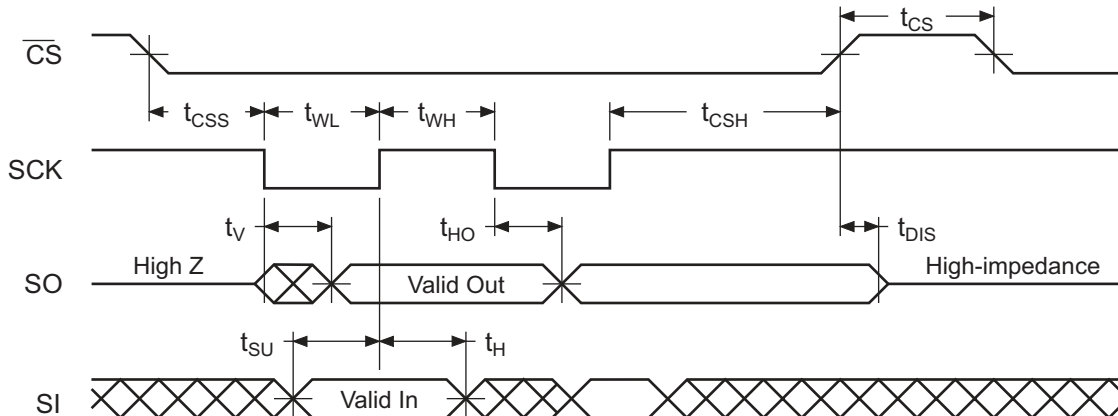 t_CS
CS
t_CSS t_WL t_WH t_CSH
SCK
t_V t_HO t_DIS
SO High Z Valid Out High-impedance
t_SU t_H
SI Valid In